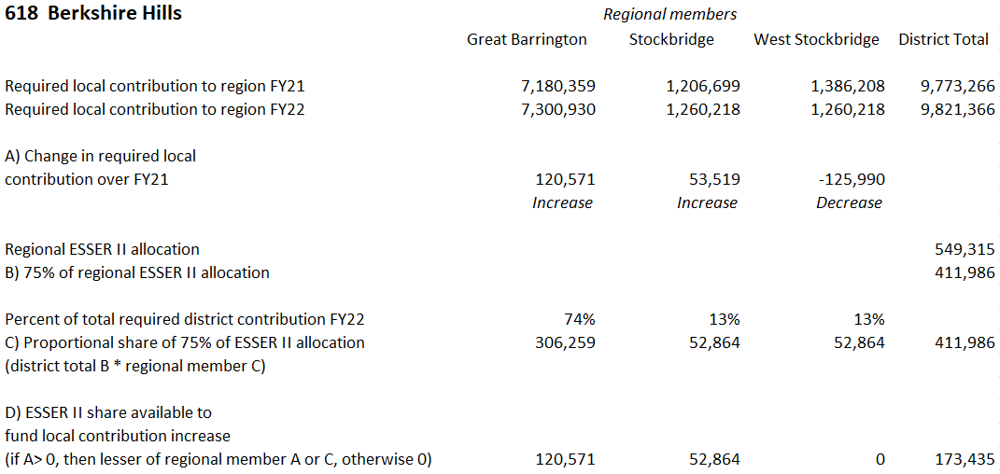 618 Berkshire Hills Regional members
Great Barrington Stockbridge West Stockbridge District Total
Required local contribution to region FY21 7,180,359 1,206,699 1,386,208 9,773,266
Required local contribution to region FY22 7,300,930 1,260,218 1,260,218 9,821,366
A) Change in required local
contribution over FY21 120,571 53,519 -125,990
Increase Increase Decrease
Regional ESSER II allocation 549,315
B) 75% of regional ESSER II allocation 411,986
Percent of total required district contribution FY22 74% 13% 13%
C) Proportional share of 75% of ESSER II allocation 306,259 52,864 52,864 411,986
(district total B * regional member C)
D) ESSER II share available to
fund local contribution increase
(if A> 0, then lesser of regional member A or C, otherwise 0) 120,571 52,864 0 173,435